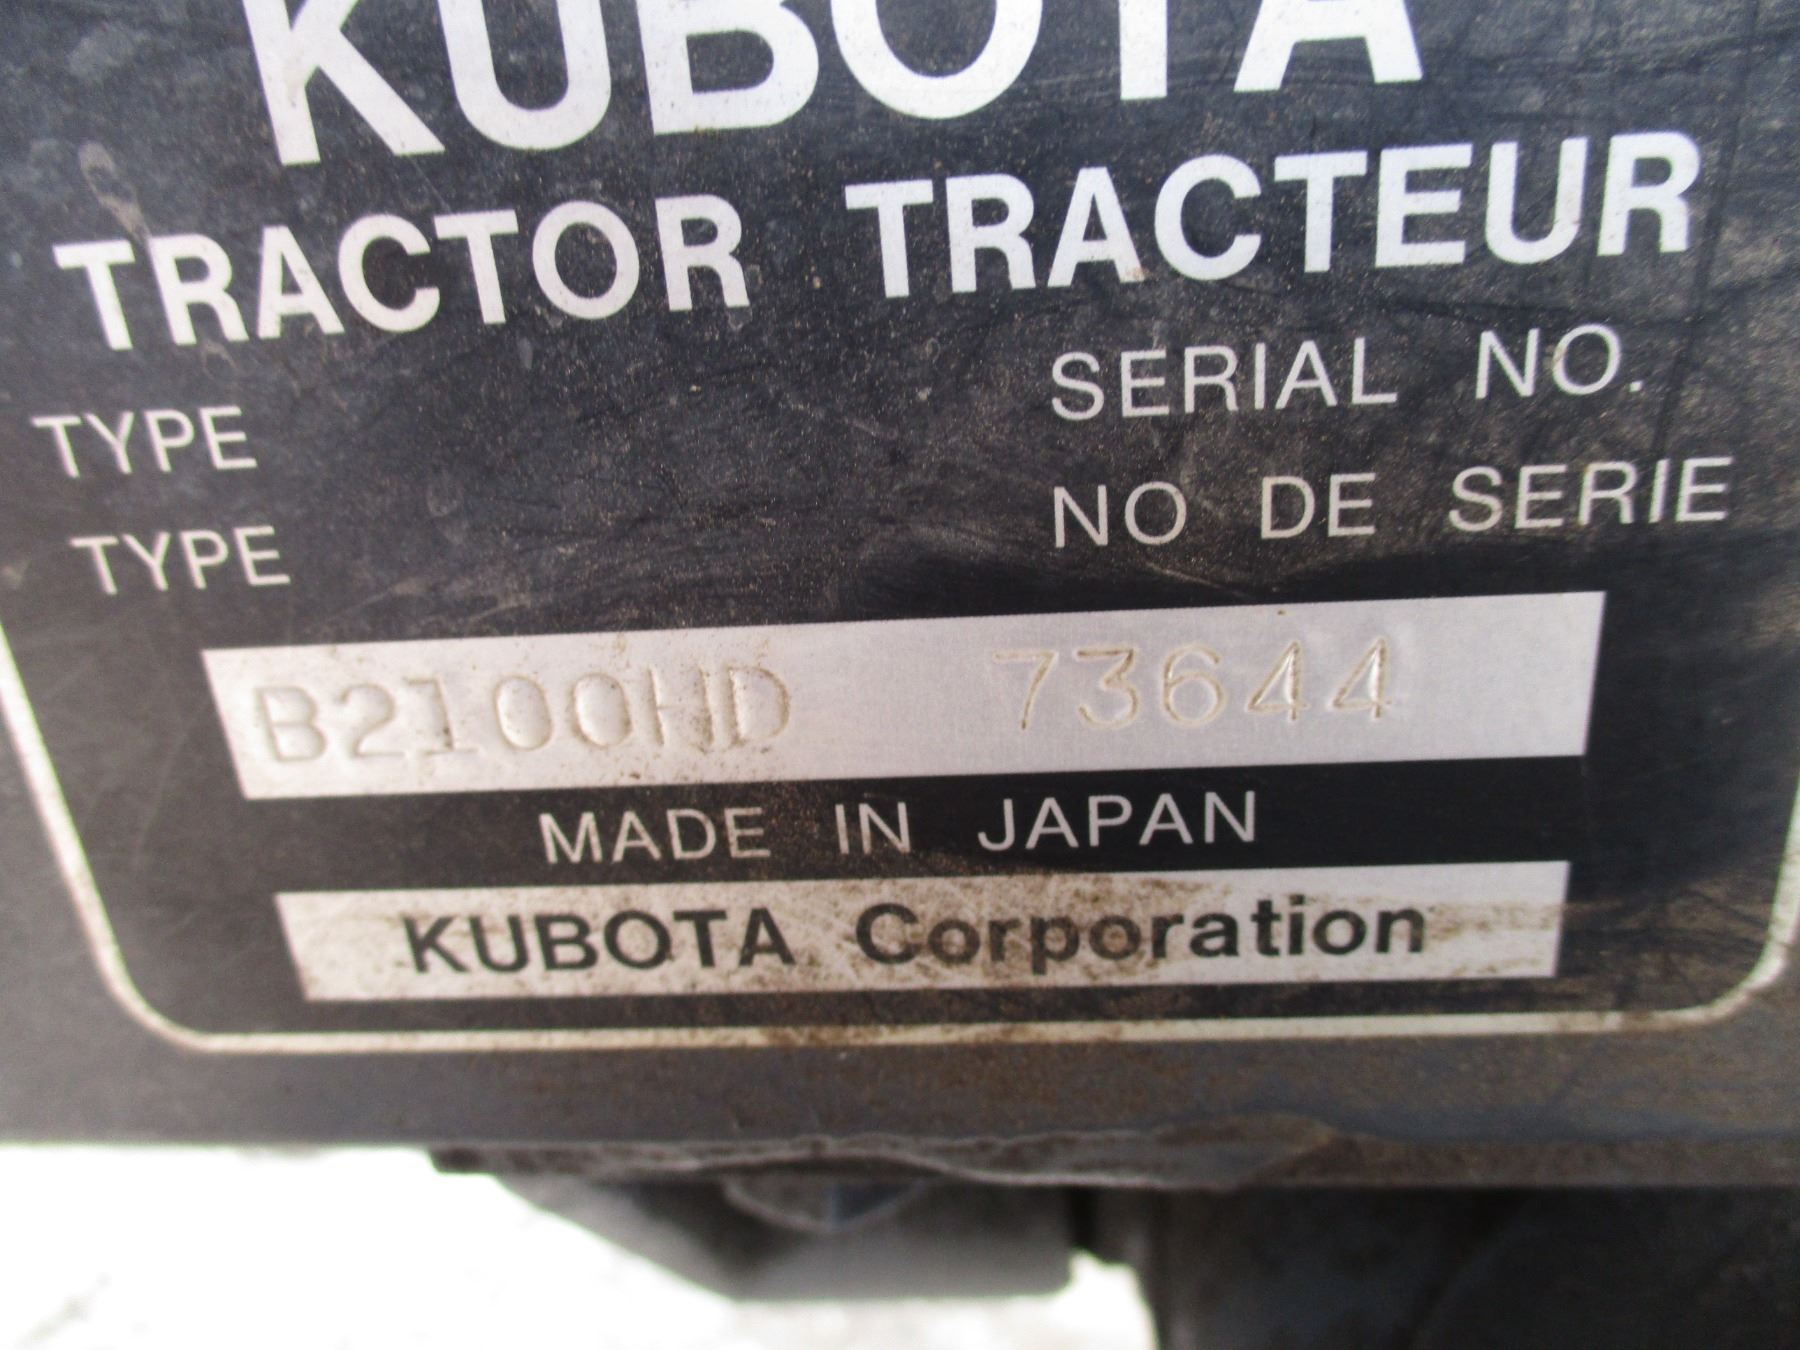 KUBOTA
TRACTOR TRACTEUR
TYPE SERIAL NO.
TYPE NO DE SERIE
B2100HD 73644
MADE IN JAPAN
KUBOTA Corporation